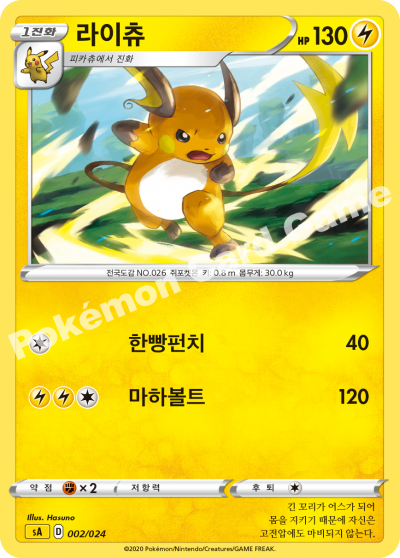 1진화
라이츄
HP 130
피카츄에서 진화
전국도감 NO.026 쥐포켓몬 키: 0.8 m 몸무게: 30.0 kg
Pokémon Card Game
한빵펀치 40
마하볼트 120
약점 ×2 저항력 후퇴
Illus. Hasuno
sA D 002/024
긴 꼬리가 어스가 되어
몸을 지키기 때문에 자신은
고전압에도 마비되지 않는다.
©2020 Pokémon/Nintendo/Creatures/GAME FREAK.